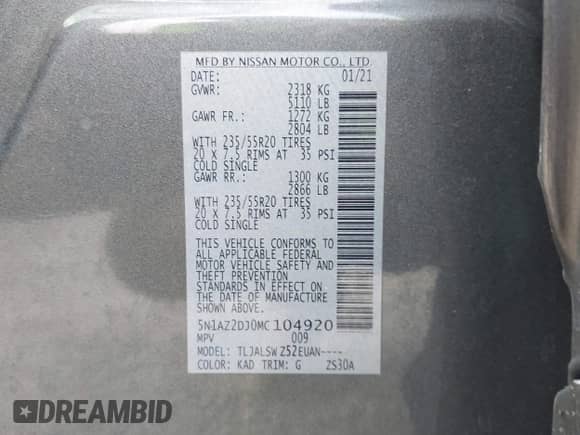 MFD BY NISSAN MOTOR CO., LTD.
DATE: 01/21
GVWR: 2318 KG
5110 LB
GAWR FR.: 1272 KG
2804 LB
WITH 235/55R20 TIRES
20 X 7.5 RIMS AT 35 PSI
COLD SINGLE
GAWR RR.: 1300 KG
2866 LB
WITH 235/55R20 TIRES
20 X 7.5 RIMS AT 35 PSI
COLD SINGLE
THIS VEHICLE CONFORMS TO
ALL APPLICABLE FEDERAL
MOTOR VEHICLE SAFETY AND
THEFT PREVENTION
STANDARDS IN EFFECT ON
THE DATE OF MANUFACTURE
SHOWN ABOVE.
5N1AZ2DJ0MC104920
MPV 009
MODEL: TLJALSW Z52EUAN----
COLOR: KAD TRIM: G ZS30A
DREAMBID